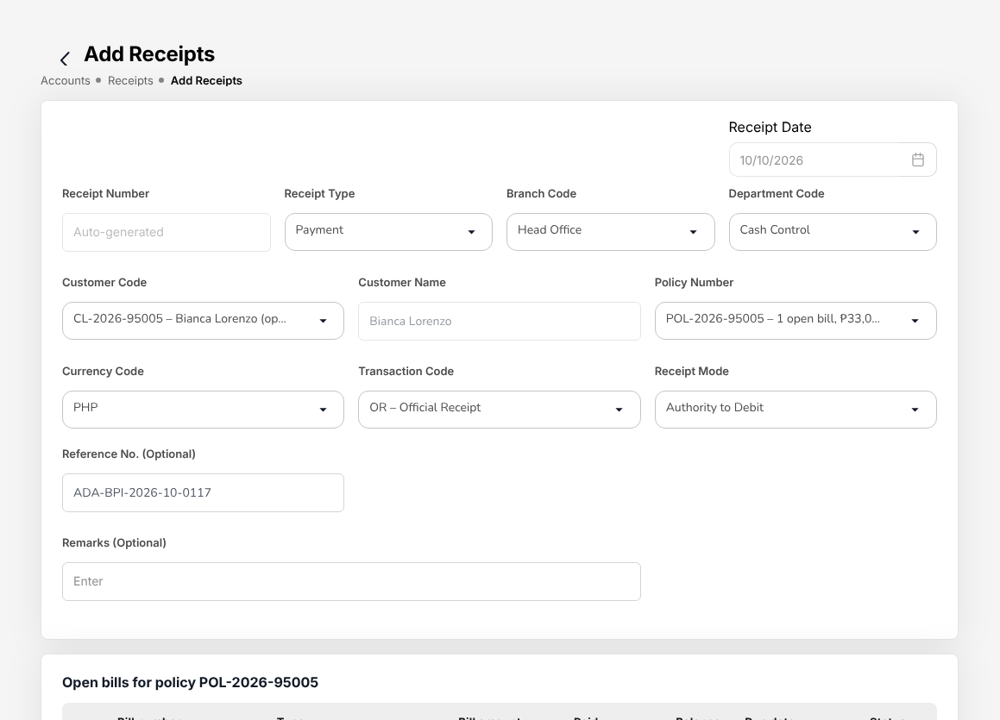 Add Receipts
Accounts Receipts Add Receipts
Receipt Date
10/10/2026
Receipt Number Receipt Type Branch Code Department Code
Auto-generated Payment Head Office Cash Control
Customer Code Customer Name Policy Number
CL-2026-95005 – Bianca Lorenzo (op... Bianca Lorenzo POL-2026-95005 – 1 open bill, ₱33,0...
Currency Code Transaction Code Receipt Mode
PHP OR – Official Receipt Authority to Debit
Reference No. (Optional)
ADA-BPI-2026-10-0117
Remarks (Optional)
Enter
Open bills for policy POL-2026-95005